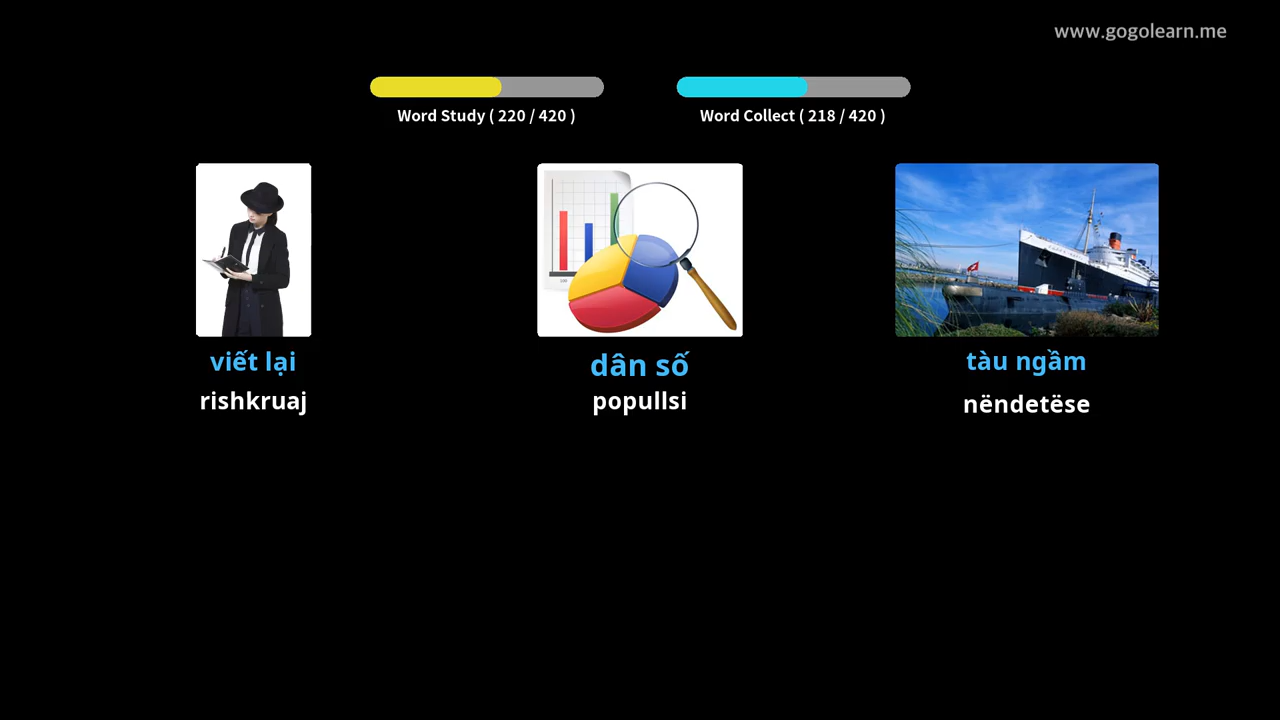 www.gogolearn.me
Word Study ( 220 / 420 )
Word Collect ( 218 / 420 )
viết lại
rishkruaj
dân số
popullsi
tàu ngầm
nëndetëse